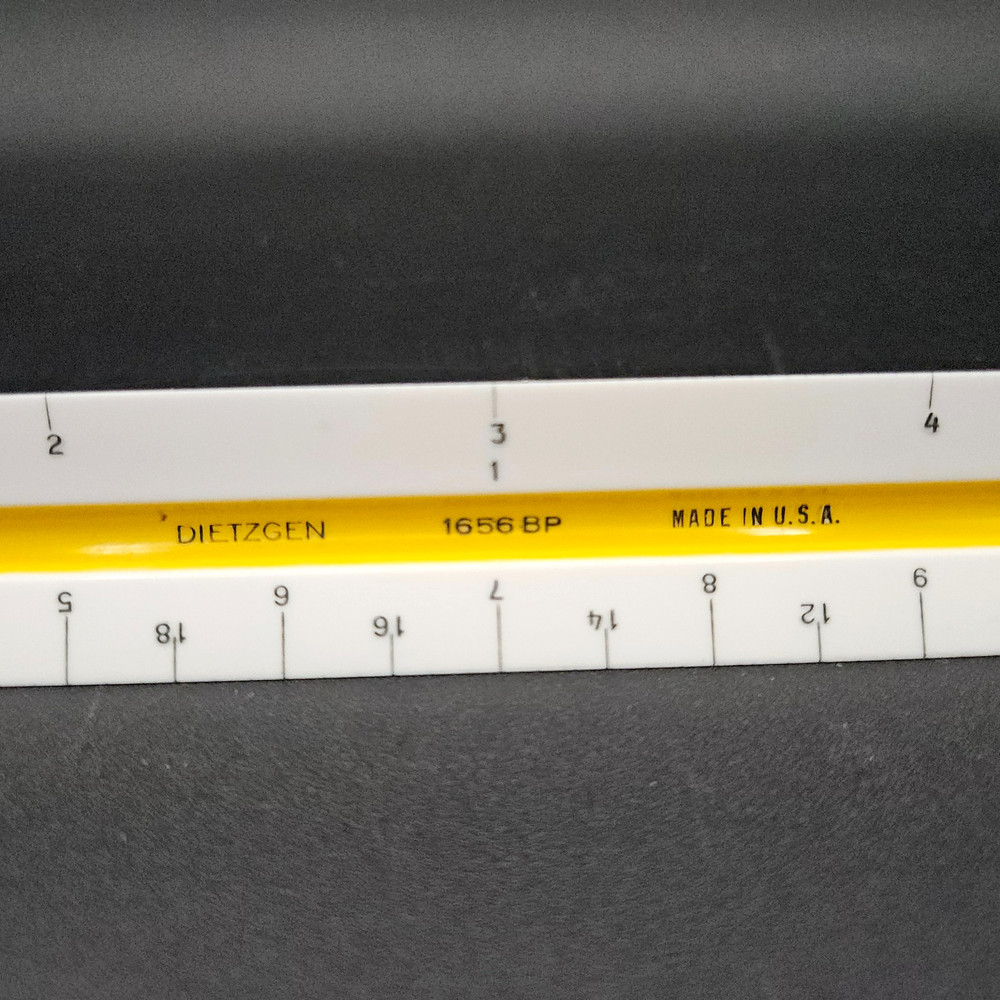 2 3 4
1
DIETZGEN 1656 BP MADE IN U.S.A.
5 6 7 8 9
18 16 14 12